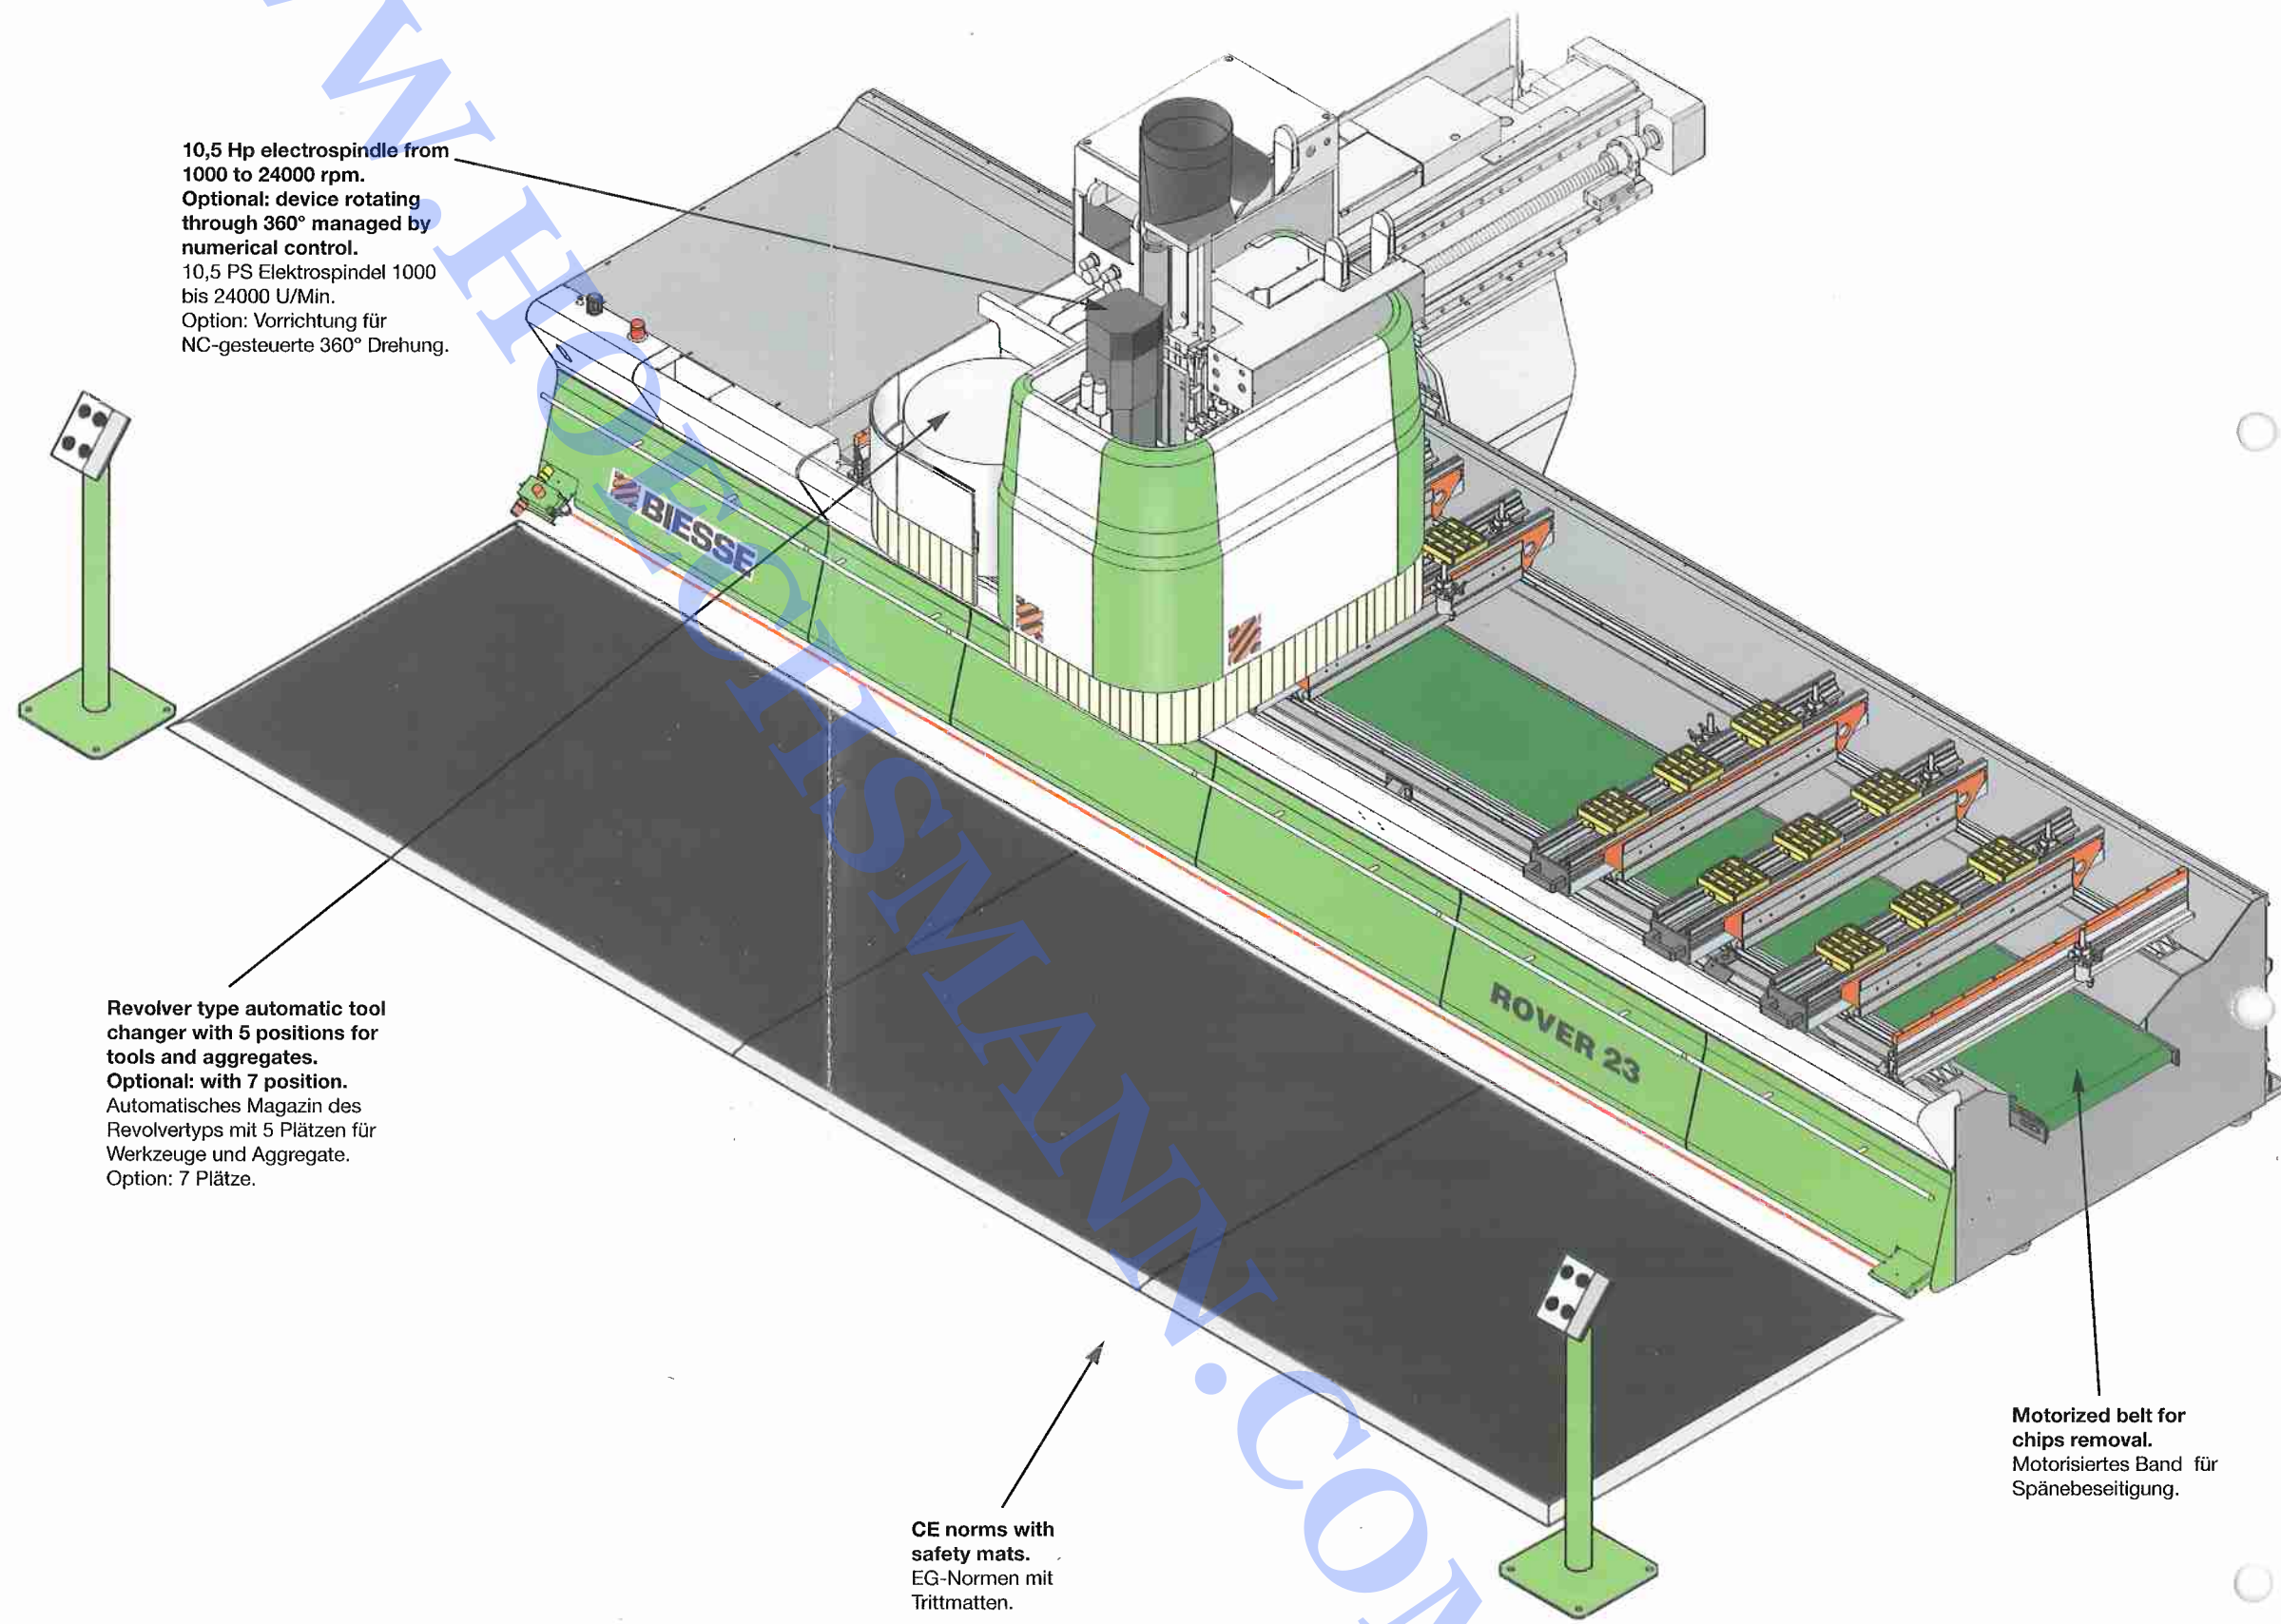 10,5 Hp electrospindle from
1000 to 24000 rpm.
Optional: device rotating
through 360° managed by
numerical control.
10,5 PS Elektrospindel 1000
bis 24000 U/Min.
Option: Vorrichtung für
NC-gesteuerte 360° Drehung.
BIESSE
Revolver type automatic tool
changer with 5 positions for
tools and aggregates.
Optional: with 7 position.
Automatisches Magazin des
Revolvertyps mit 5 Plätzen für
Werkzeuge und Aggregate.
Option: 7 Plätze.
ROVER 23
Motorized belt for
chips removal.
Motorisiertes Band für
Spänebeseitigung.
CE norms with
safety mats.
EG-Normen mit
Trittmatten.
W.HOECHSMANN.COM